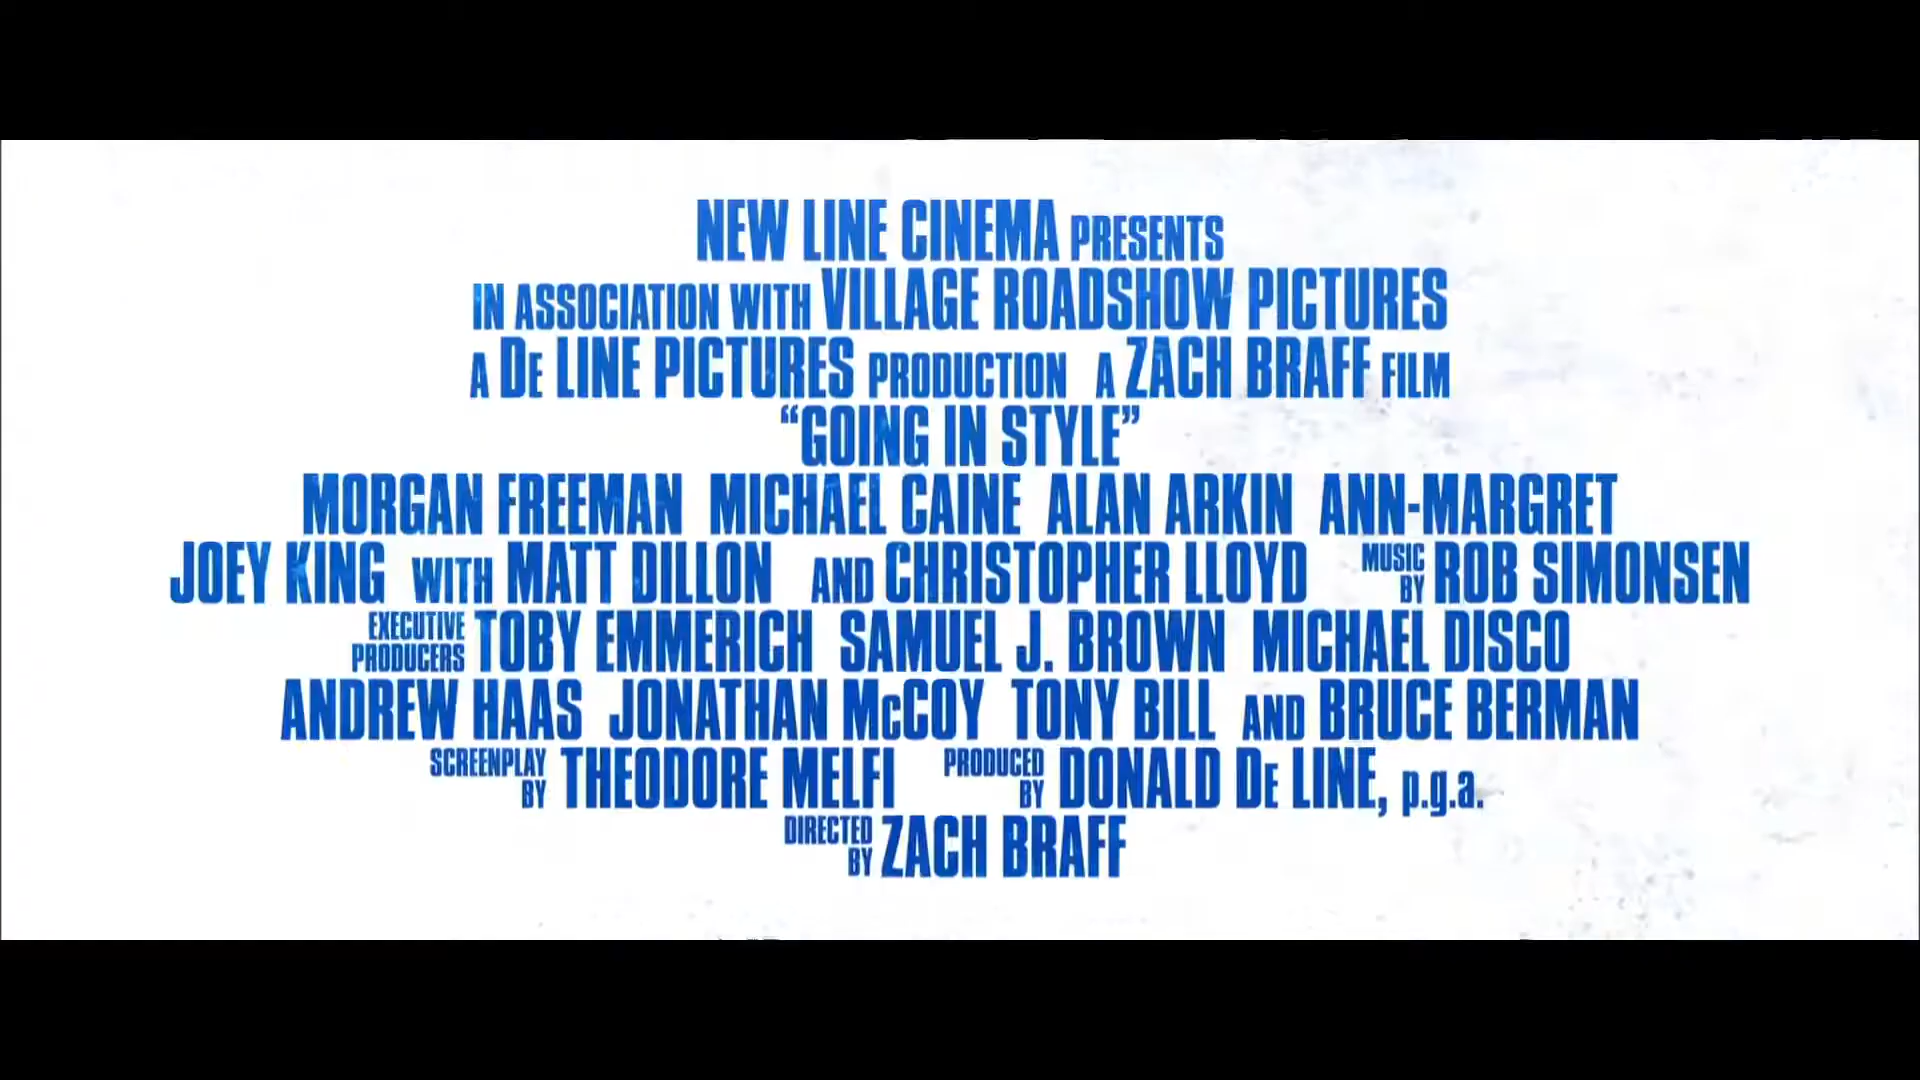 NEW LINE CINEMA PRESENTS
IN ASSOCIATION WITH VILLAGE ROADSHOW PICTURES
A De LINE PICTURES PRODUCTION A ZACH BRAFF FILM
“GOING IN STYLE”
MORGAN FREEMAN MICHAEL CAINE ALAN ARKIN ANN-MARGRET
JOEY KING WITH MATT DILLON AND CHRISTOPHER LLOYD MUSIC BY ROB SIMONSEN
EXECUTIVE PRODUCERS TOBY EMMERICH SAMUEL J. BROWN MICHAEL DISCO
ANDREW HAAS JONATHAN McCOY TONY BILL AND BRUCE BERMAN
SCREENPLAY BY THEODORE MELFI PRODUCED BY DONALD De LINE, p.g.a.
DIRECTED BY ZACH BRAFF